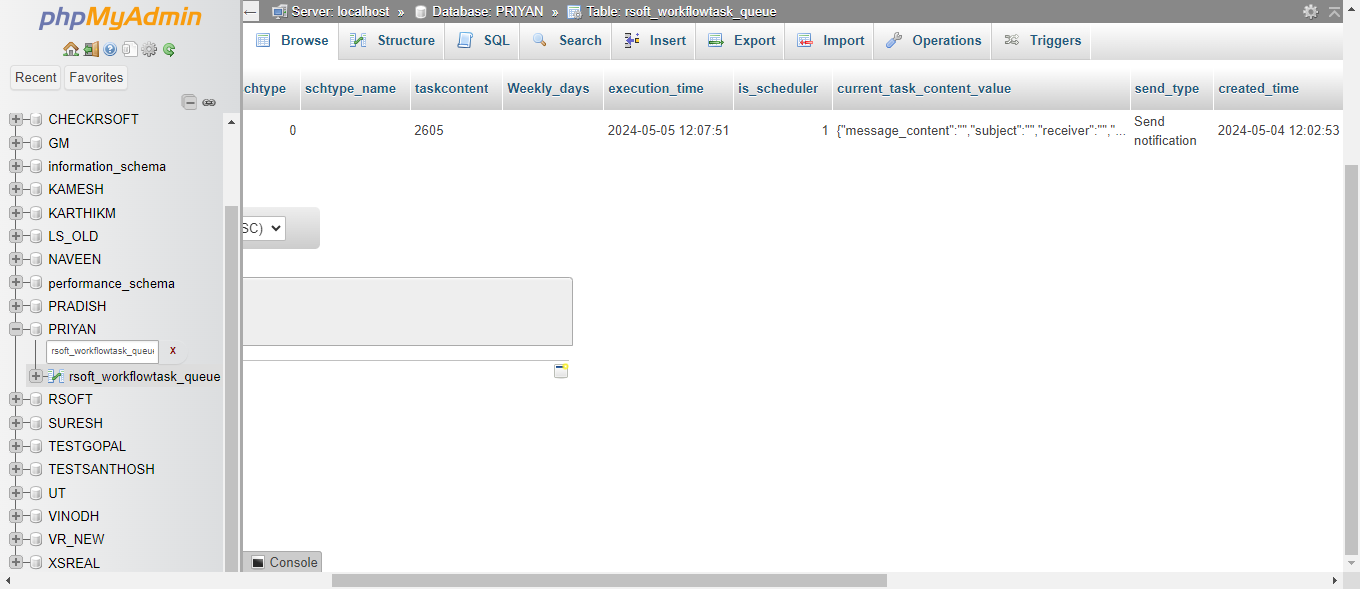 phpMyAdmin
Recent Favorites
CHECKRSOFT
GM
information_schema
KAMESH
KARTHIKM
LS_OLD
NAVEEN
performance_schema
PRADISH
PRIYAN
rsoft_workflowtask_queu
x
rsoft_workflowtask_queue
RSOFT
SURESH
TESTGOPAL
TESTSANTHOSH
UT
VINODH
VR_NEW
XSREAL
← Server: localhost » Database: PRIYAN » Table: rsoft_workflowtask_queue
Browse Structure SQL Search Insert Export Import Operations Triggers
chtype schtype_name taskcontent Weekly_days execution_time is_scheduler current_task_content_value send_type created_time
0 2605 2024-05-05 12:07:51 1 {"message_content":"","subject":"","receiver":"","... Send notification 2024-05-04 12:02:53
SC)
Console